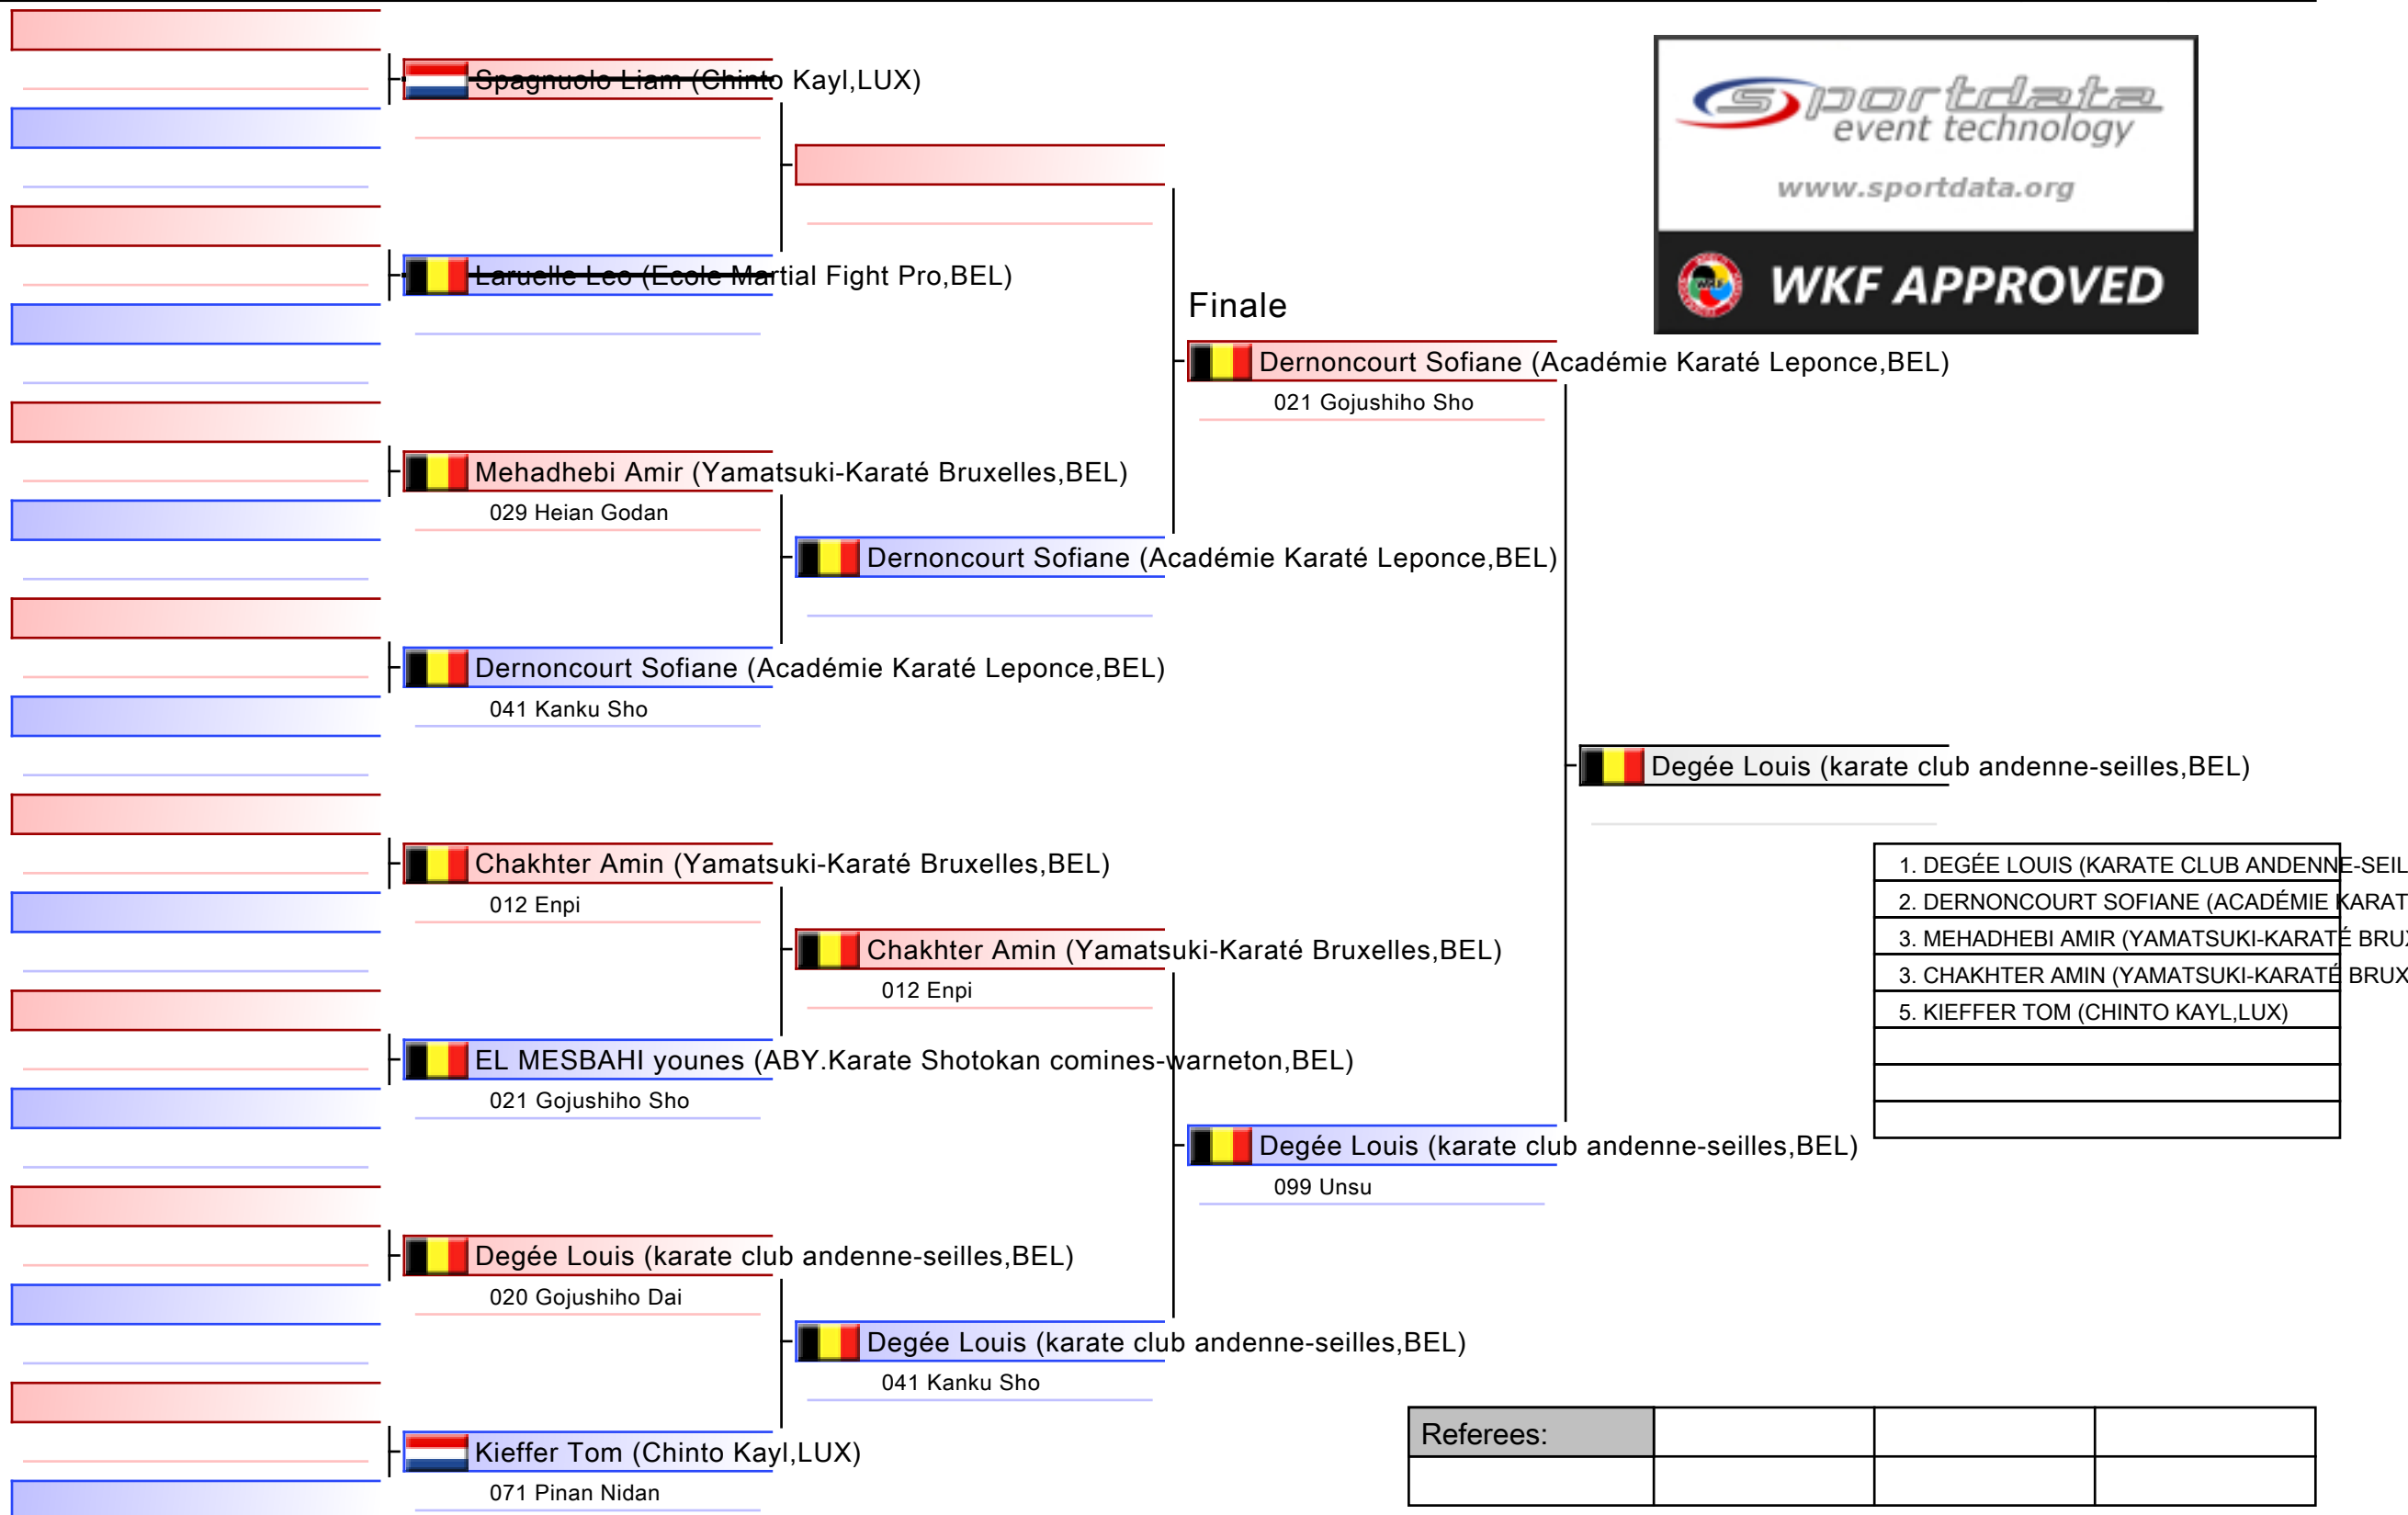 Spagnuolo Liam (Chinto Kayl,LUX)
Laruelle Leo (Ecole Martial Fight Pro,BEL)
Mehadhebi Amir (Yamatsuki-Karaté Bruxelles,BEL)
029 Heian Godan
Dernoncourt Sofiane (Académie Karaté Leponce,BEL)
041 Kanku Sho
Chakhter Amin (Yamatsuki-Karaté Bruxelles,BEL)
012 Enpi
EL MESBAHI younes (ABY.Karate Shotokan comines-warneton,BEL)
021 Gojushiho Sho
Degée Louis (karate club andenne-seilles,BEL)
020 Gojushiho Dai
Kieffer Tom (Chinto Kayl,LUX)
071 Pinan Nidan
Dernoncourt Sofiane (Académie Karaté Leponce,BEL)
Chakhter Amin (Yamatsuki-Karaté Bruxelles,BEL)
012 Enpi
Degée Louis (karate club andenne-seilles,BEL)
041 Kanku Sho
Finale
Dernoncourt Sofiane (Académie Karaté Leponce,BEL)
021 Gojushiho Sho
Degée Louis (karate club andenne-seilles,BEL)
099 Unsu
Degée Louis (karate club andenne-seilles,BEL)
sportdata
event technology
www.sportdata.org
WKF APPROVED
1. DEGÉE LOUIS (KARATE CLUB ANDENNE-SEIL
2. DERNONCOURT SOFIANE (ACADÉMIE KARAT
3. MEHADHEBI AMIR (YAMATSUKI-KARATÉ BRUX
3. CHAKHTER AMIN (YAMATSUKI-KARATÉ BRUX
5. KIEFFER TOM (CHINTO KAYL,LUX)
Referees: